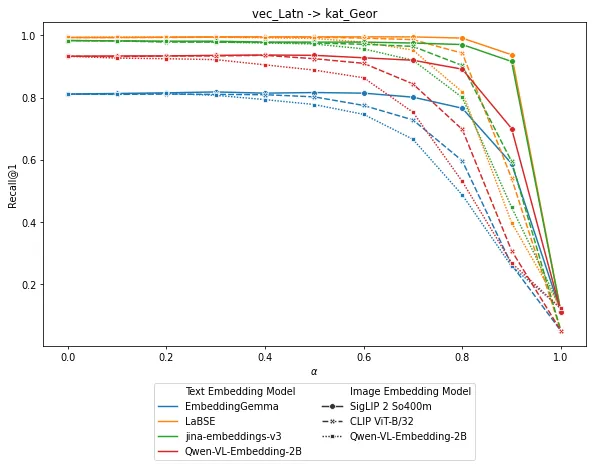 vec_Latn -> kat_Geor
Recall@1
1.0
0.8
0.6
0.4
0.2
0.0 0.2 0.4 0.6 0.8 1.0
α
Text Embedding Model Image Embedding Model
EmbeddingGemma SigLIP 2 So400m
LaBSE CLIP ViT-B/32
jina-embeddings-v3 Qwen-VL-Embedding-2B
Qwen-VL-Embedding-2B